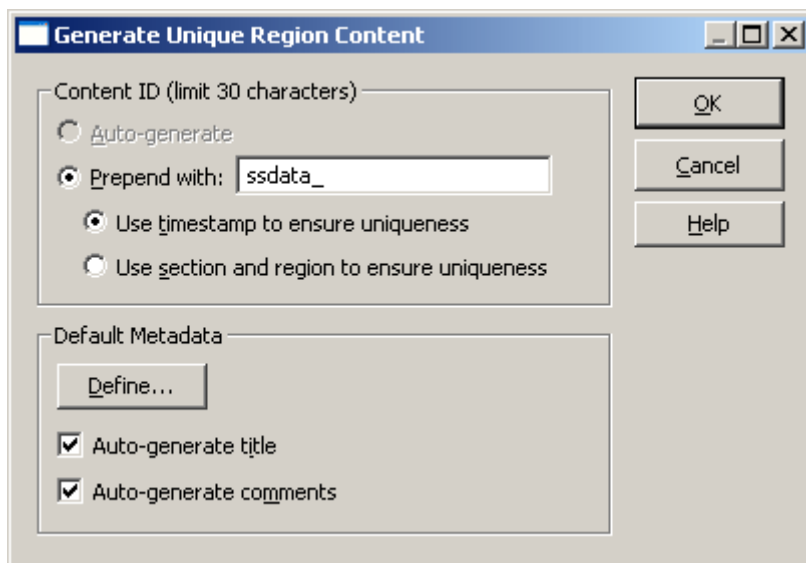 Generate Unique Region Content
Content ID (limit 30 characters)
Auto-generate
Prepend with: ssdata_
Use timestamp to ensure uniqueness
Use section and region to ensure uniqueness
OK
Cancel
Help
Default Metadata
Define...
Auto-generate title
Auto-generate comments